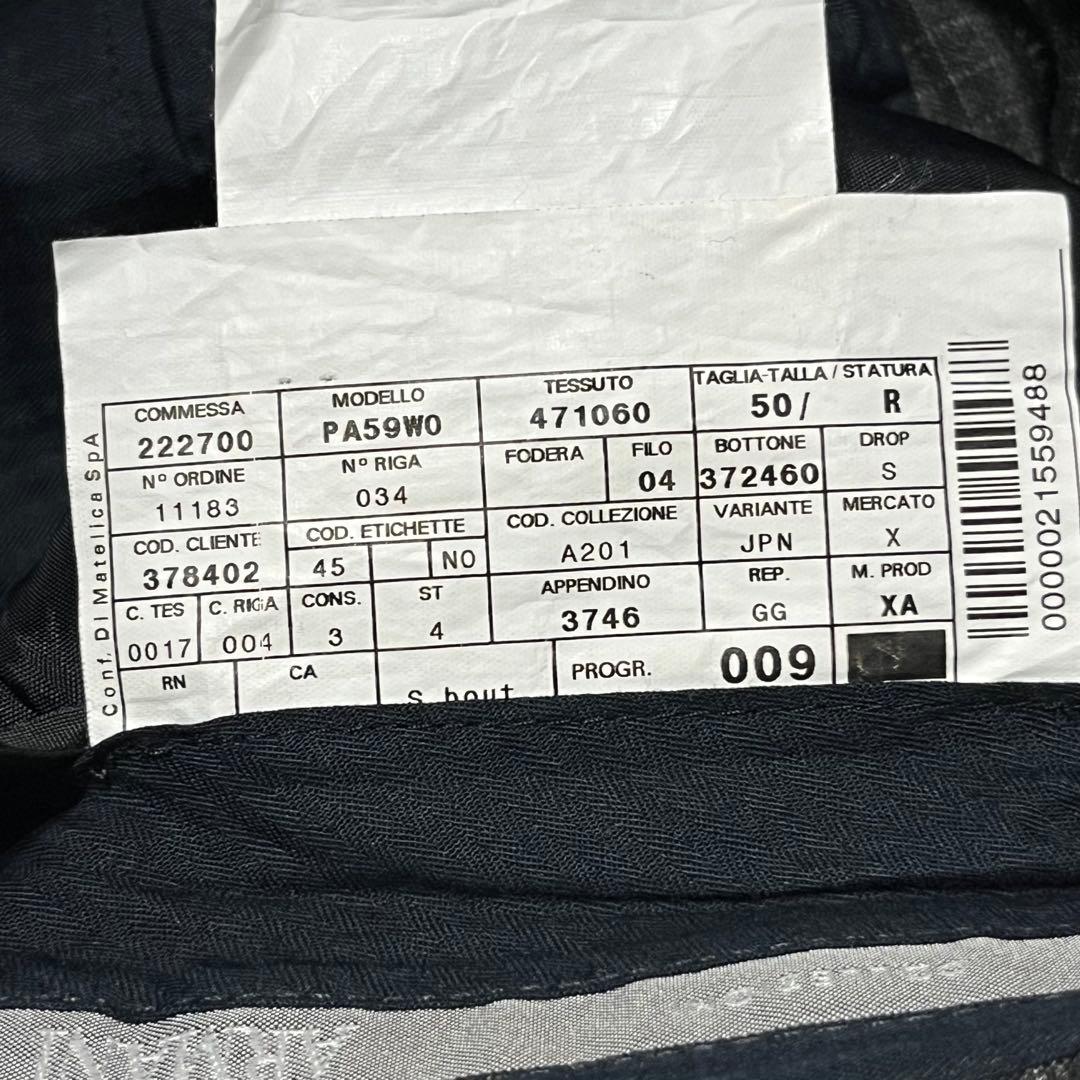 COMMESSA MODELLO TESSUTO TAGLIA-TALLA / STATURA
222700 PA59W0 471060 50/ R
Nº ORDINE Nº RIGA FODERA FILO BOTTONE DROP
11183 034 04 372460 S
COD. CLIENTE COD. ETICHETTE COD. COLLEZIONE VARIANTE MERCATO
378402 45 NO A201 JPN X
C. TES C. RIGA CONS. ST APPENDINO REP. M. PROD
0017 004 3 4 3746 GG XA
RN CA S bout PROGR. 009
Conf. Di Matelica SpA
0000021559488
ARMANI